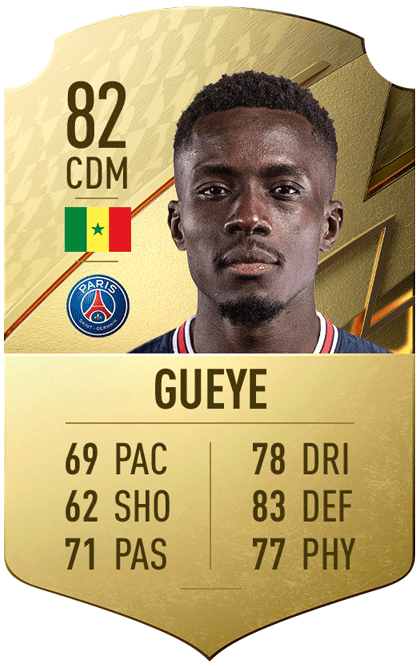 82
CDM
PARIS
SAINT-GERMAIN
GUEYE
69 PAC
78 DRI
62 SHO
83 DEF
71 PAS
77 PHY